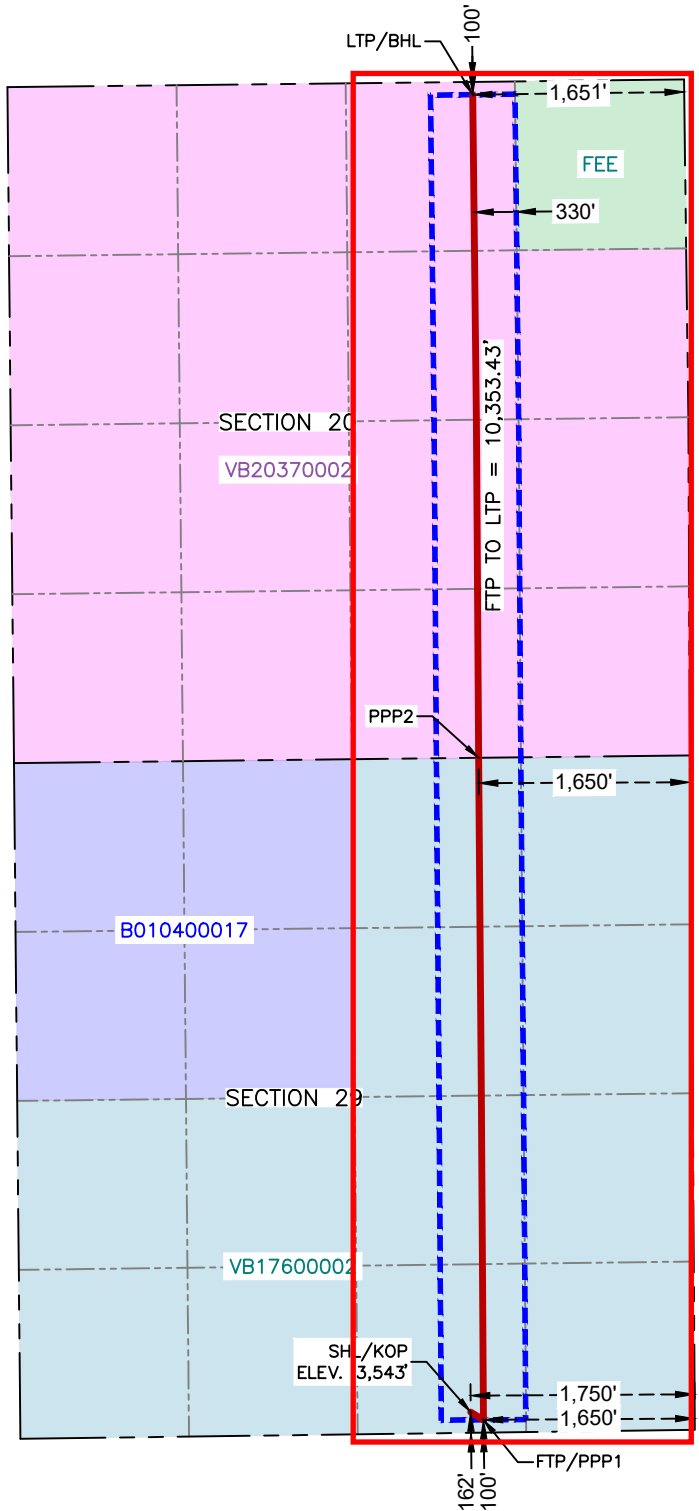 100'
LTP/BHL
1,651'
FEE
330'
FTP TO LTP = 10,353.43'
SECTION 20
VB20370002
PPP2
1,650'
B010400017
SECTION 29
VB17600002
SHL/KOP
ELEV. 3,543'
1,750'
1,650'
FTP/PPP1
162'
100'